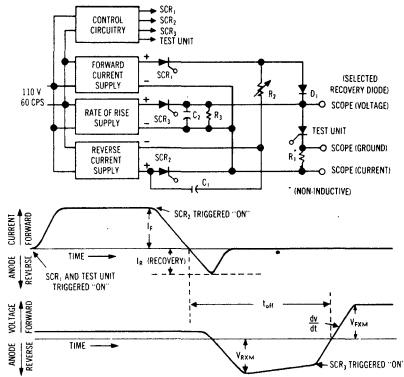 CONTROL
CIRCUITRY
SCR1
SCR2
SCR3
TEST UNIT
FORWARD
CURRENT
SUPPLY
+
-
SCR1
R2
D1
(SELECTED
RECOVERY DIODE)
110 V
60 CPS
RATE OF RISE
SUPPLY
+
-
SCR3
C2
R3
SCOPE (VOLTAGE)
TEST UNIT
SCOPE (GROUND)
REVERSE
CURRENT
SUPPLY
-
+
SCR2
C1
R1*
SCOPE (CURRENT)
*(NON-INDUCTIVE)
ANODE CURRENT
REVERSE FORWARD
SCR2 TRIGGERED "ON"
IF
TIME
IR (RECOVERY)
SCR1 AND TEST UNIT
TRIGGERED "ON"
toff
ANODE VOLTAGE
REVERSE FORWARD
TIME
dv
dt
VFXM
VRXM
SCR3 TRIGGERED "ON"